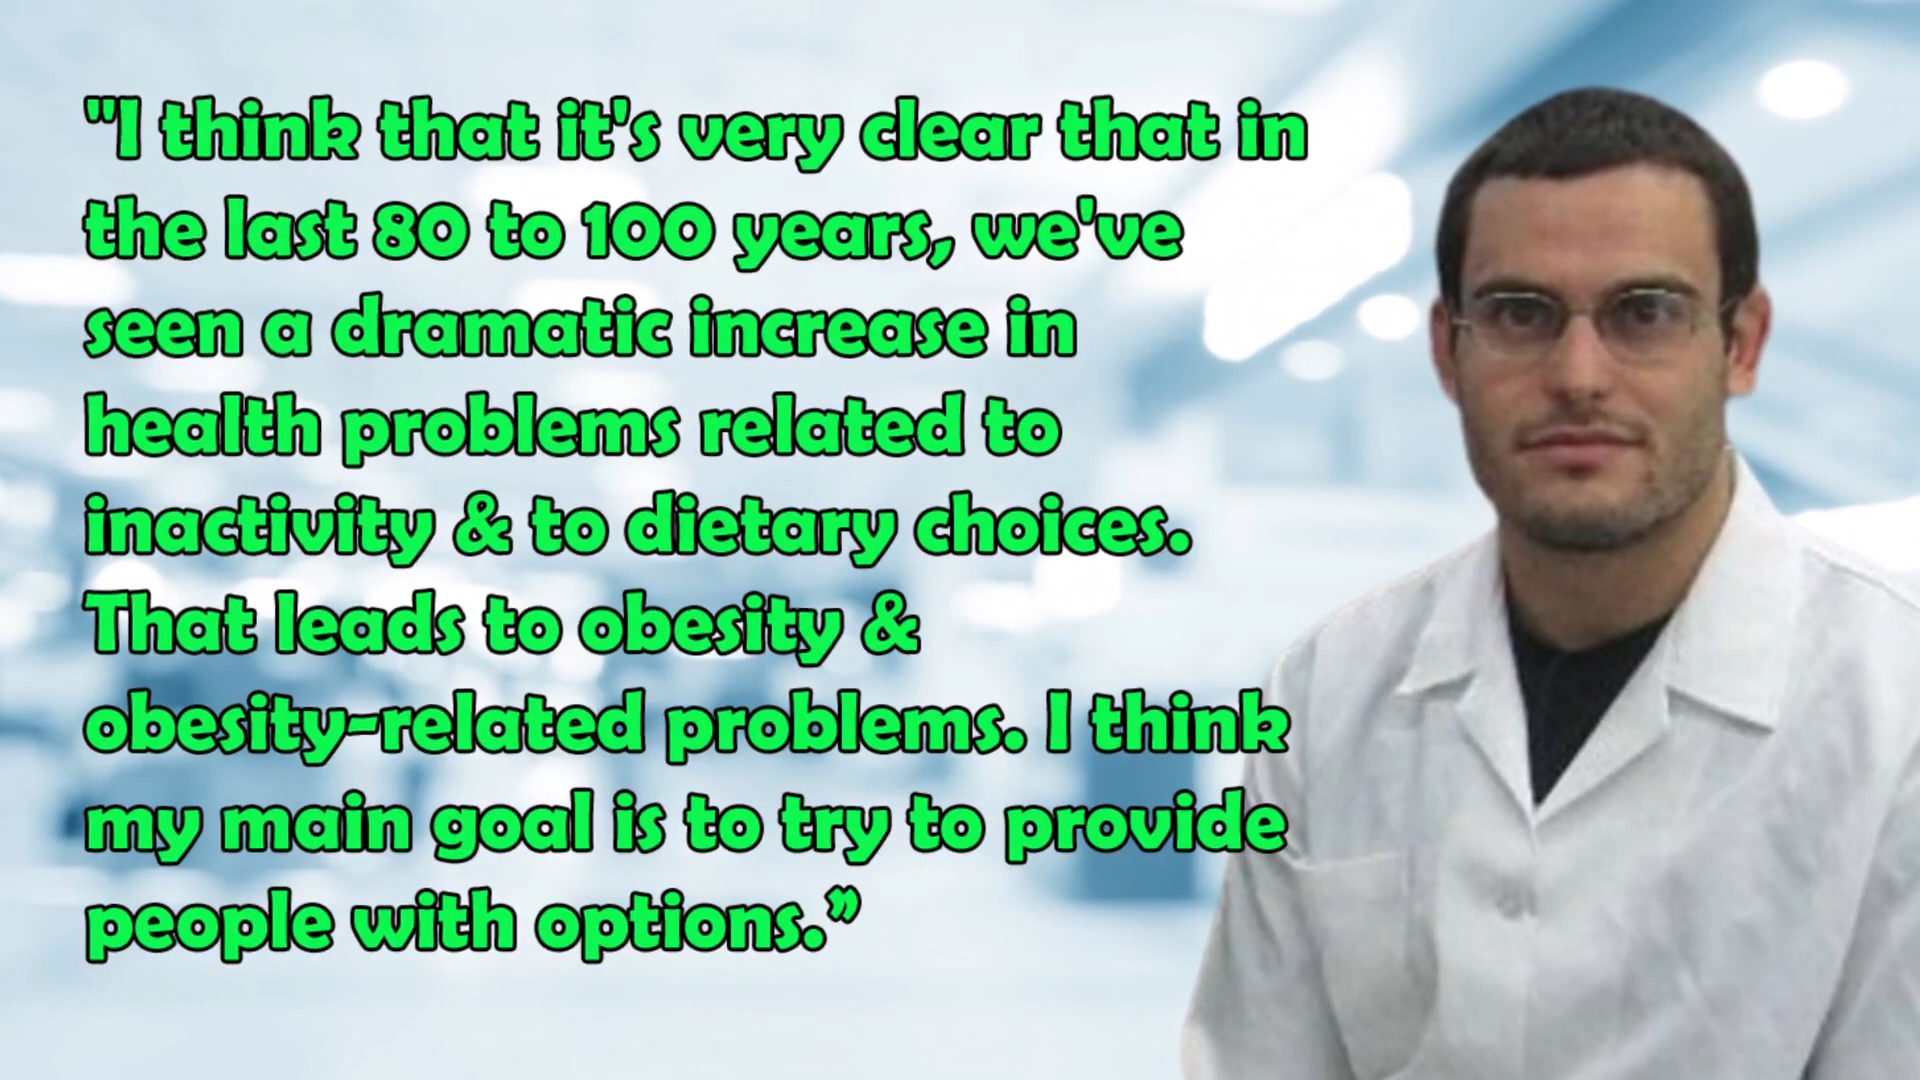 "I think that it's very clear that in
the last 80 to 100 years, we've
seen a dramatic increase in
health problems related to
inactivity & to dietary choices.
That leads to obesity &
obesity-related problems. I think
my main goal is to try to provide
people with options.”